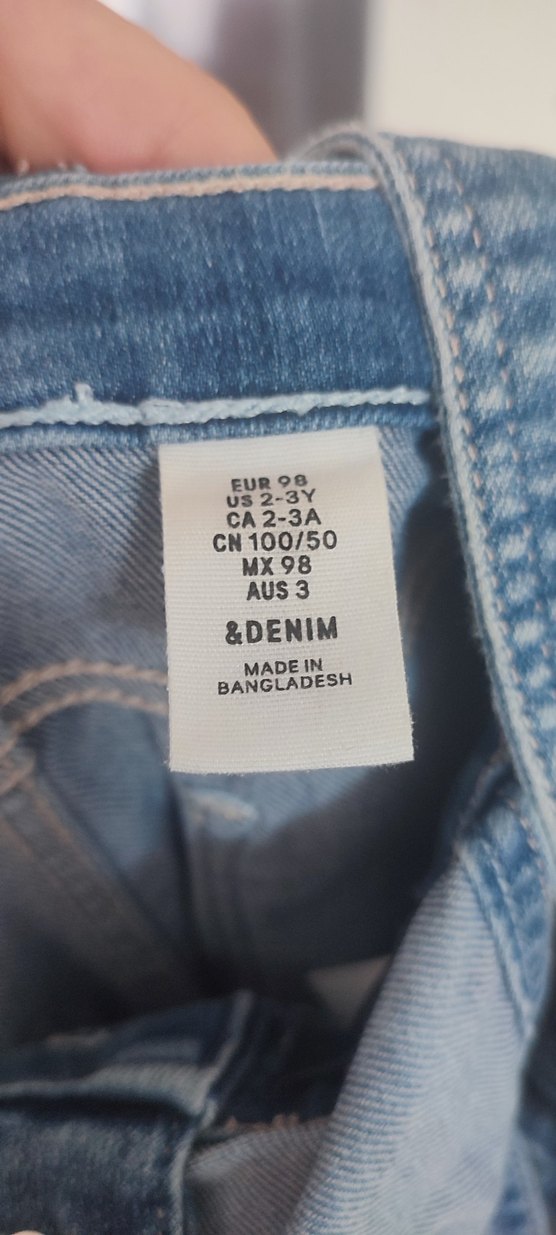 EUR 98
US 2-3Y
CA 2-3A
CN 100/50
MX 98
AUS 3
&DENIM
MADE IN
BANGLADESH